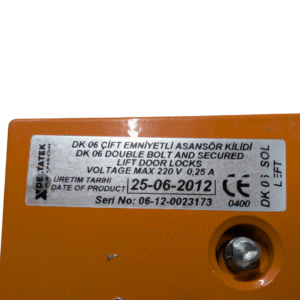 DK 06 ÇİFT EMNİYETLİ ASANSÖR KİLİDİ
DK 06 DOUBLE BOLT AND SECURED
LIFT DOOR LOCKS
VOLTAGE MAX 220 V 0,25 A
ÜRETİM TARİHİ
DATE OF PRODUCT
25-06-2012
Seri No: 06-12-0023173
CE
0400
DK 06 SOL
LEFT